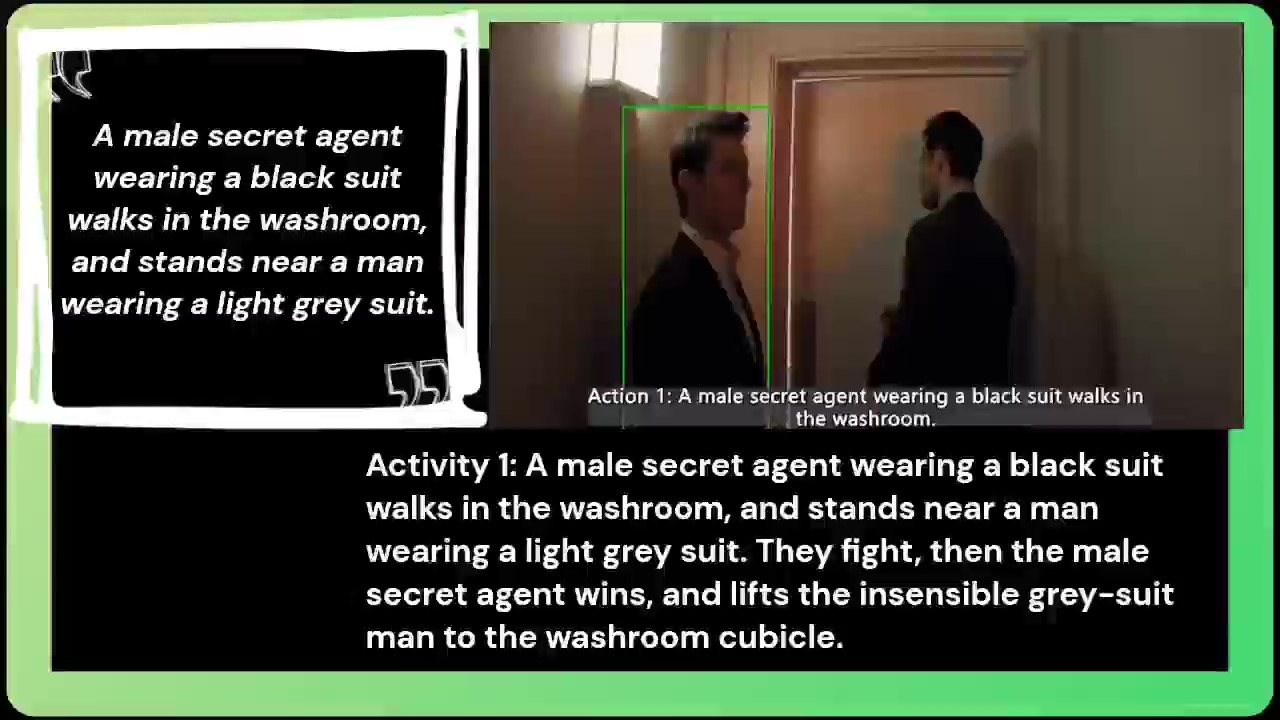 A male secret agent
wearing a black suit
walks in the washroom,
and stands near a man
wearing a light grey suit.
Action 1: A male secret agent wearing a black suit walks in
the washroom.
Activity 1: A male secret agent wearing a black suit
walks in the washroom, and stands near a man
wearing a light grey suit. They fight, then the male
secret agent wins, and lifts the insensible grey-suit
man to the washroom cubicle.